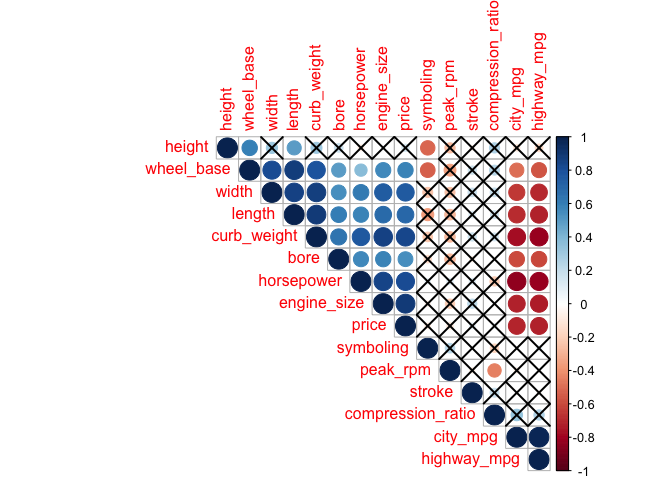 height
wheel_base
width
length
curb_weight
bore
horsepower
engine_size
price
symboling
peak_rpm
stroke
compression_ratio
city_mpg
highway_mpg
height
wheel_base
width
length
curb_weight
bore
horsepower
engine_size
price
symboling
peak_rpm
stroke
compression_ratio
city_mpg
highway_mpg
1
0.8
0.6
0.4
0.2
0
-0.2
-0.4
-0.6
-0.8
-1